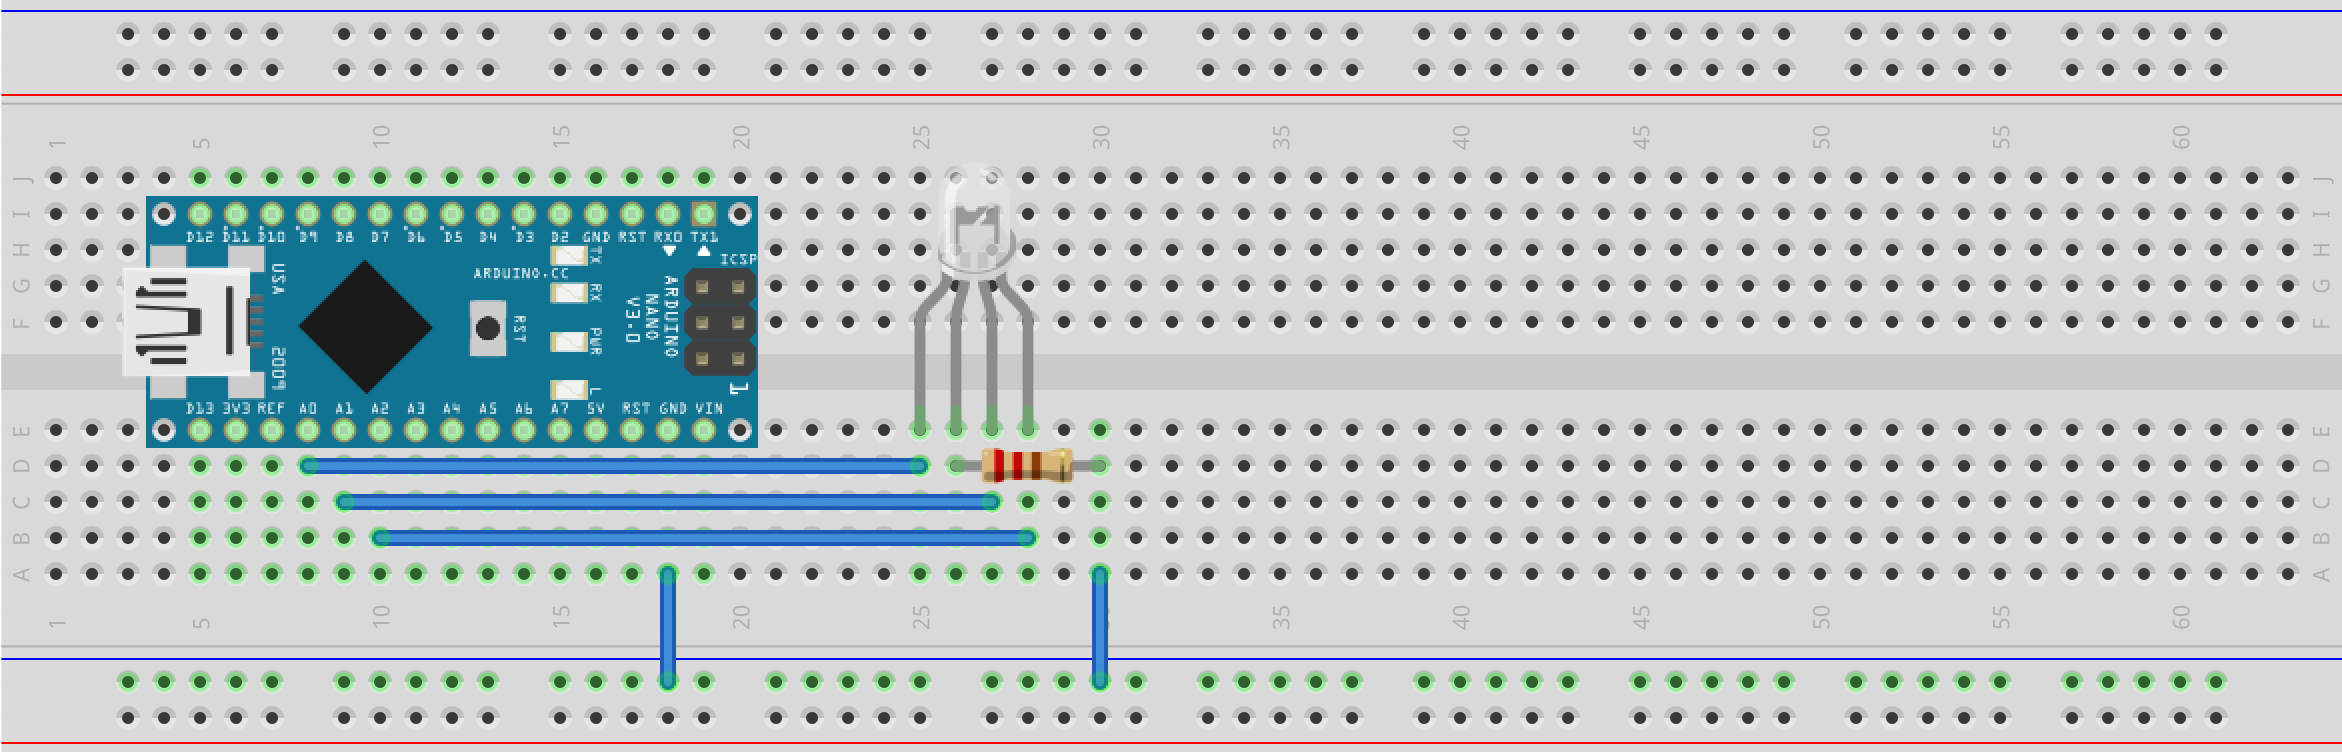 1 5 10 15 20 25 30 35 40 45 50 55 60
J J
I I
D12 D11 D10 D9 D8 D7 D6 D5 D4 D3 D2 GND RST RX0 TX1
H H
ICSP
TX
ARDUINO.CC
USA
G G
RX
ARDUINO
NANO
V3.0
F F
RST
PWR
2009
L
1
D13 3V3 REF A0 A1 A2 A3 A4 A5 A6 A7 5V RST GND VIN
E E
D D
C C
B B
A A
1 5 10 15 20 25 35 40 45 50 55 60